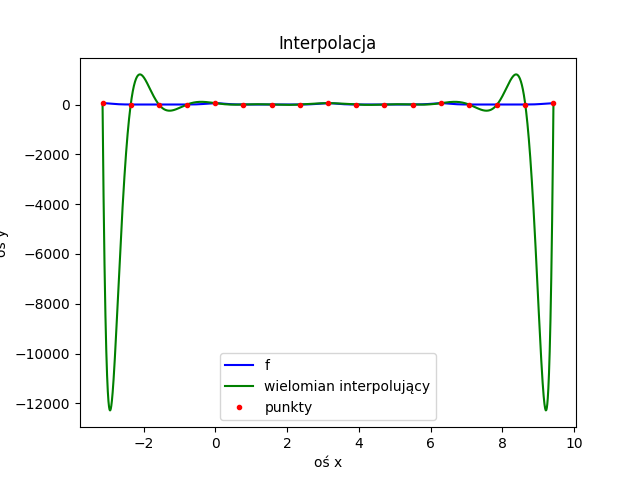 Interpolacja
oś y
0
−2000
−4000
−6000
−8000
−10000
−12000
f
wielomian interpolujący
punkty
−2
0
2
4
6
8
10
oś x